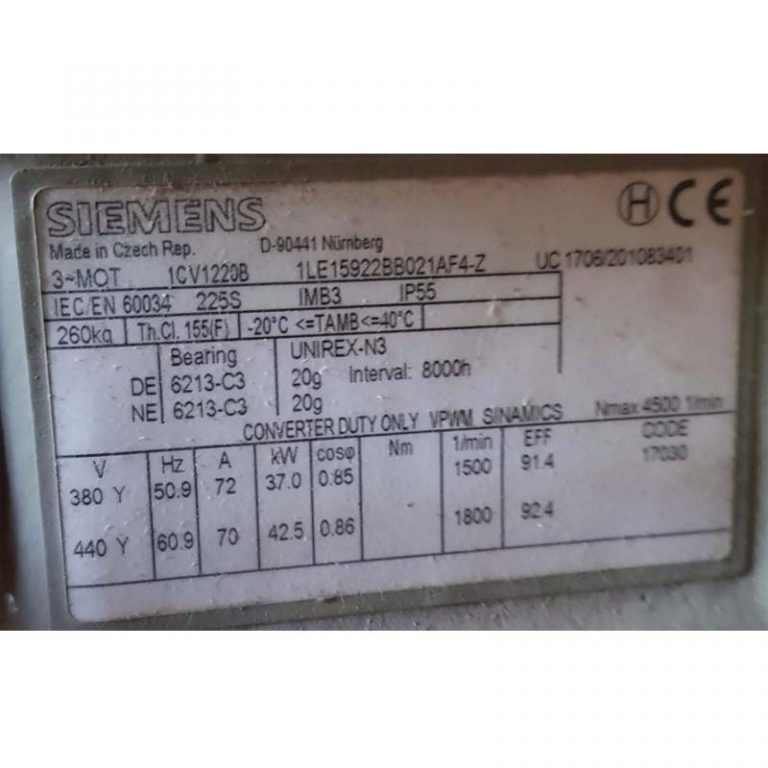 SIEMENS H CE
Made in Czech Rep. D-90441 Nürnberg
3~MOT. 1CV1220B 1LE15922BB021AF4-Z UC 1706/201083401
IEC/EN 60034 225S IMB3 IP55
260kg Th.Cl. 155(F) -20°C <=TAMB<=40°C
Bearing UNIREX-N3
DE 6213-C3 20g Interval: 8000h
NE 6213-C3 20g
CONVERTER DUTY ONLY VPWM SINAMICS Nmax 4500 1/min
V Hz A kW cosφ Nm 1/min EFF CODE
380 Y 50.9 72 37.0 0.85 1500 91.4 17030
440 Y 60.9 70 42.5 0.86 1800 92.4